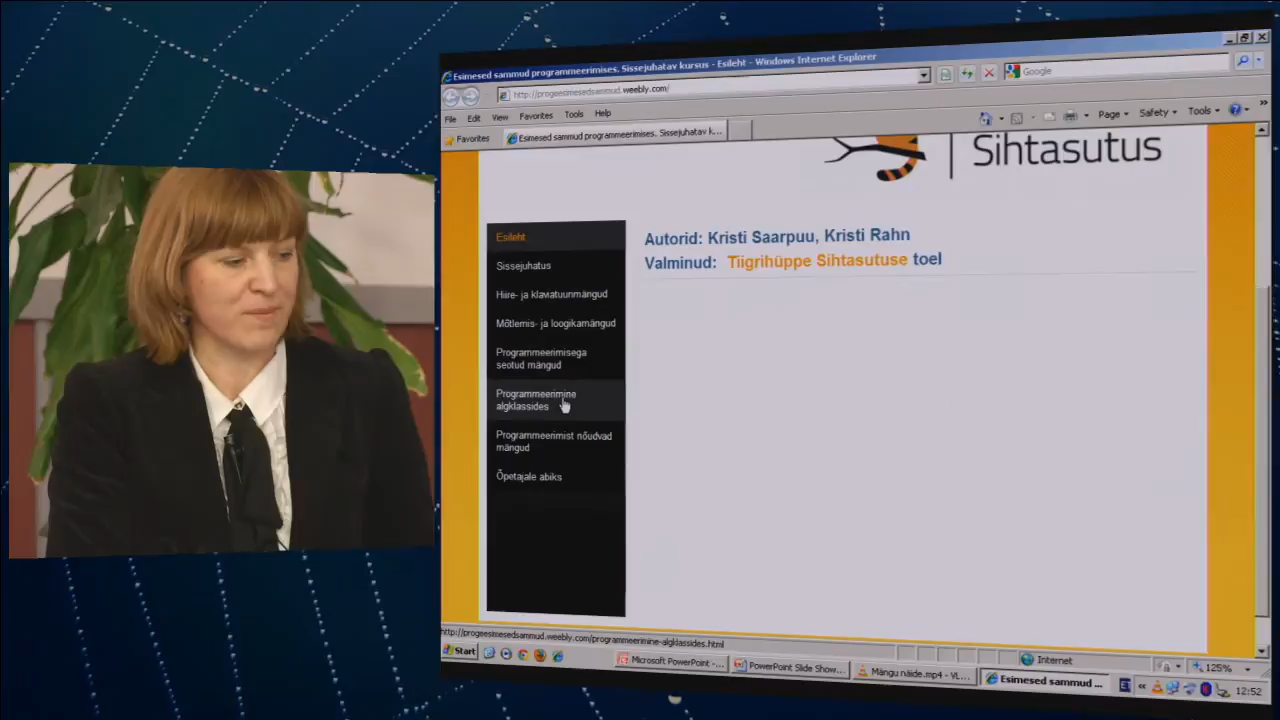 Esimesed sammud programmeerimises. Sissejuhatav kursus - Esileht - Windows Internet Explorer
http://progeesimesedsammud.weebly.com/
Google
File Edit View Favorites Tools Help
Favorites
Esimesed sammud programmeerimises. Sissejuhatav k...
Page Safety Tools
Sihtasutus
Esileht
Sissejuhatus
Hiire- ja klaviatuurimängud
Mõtlemis- ja loogikamängud
Programmeerimisega
seotud mängud
Programmeerimine
algklassides
Programmeerimist nõudvad
mängud
Õpetajale abiks
Autorid: Kristi Saarpuu, Kristi Rahn
Valminud: Tiigrihüppe Sihtasutuse toel
http://progeesimesedsammud.weebly.com/programmeerimine-algklassides.html
Internet
125%
Start
Microsoft PowerPoint -...
PowerPoint Slide Show...
Mängu näide.mp4 - VL...
Esimesed sammud ...
ET
12:52